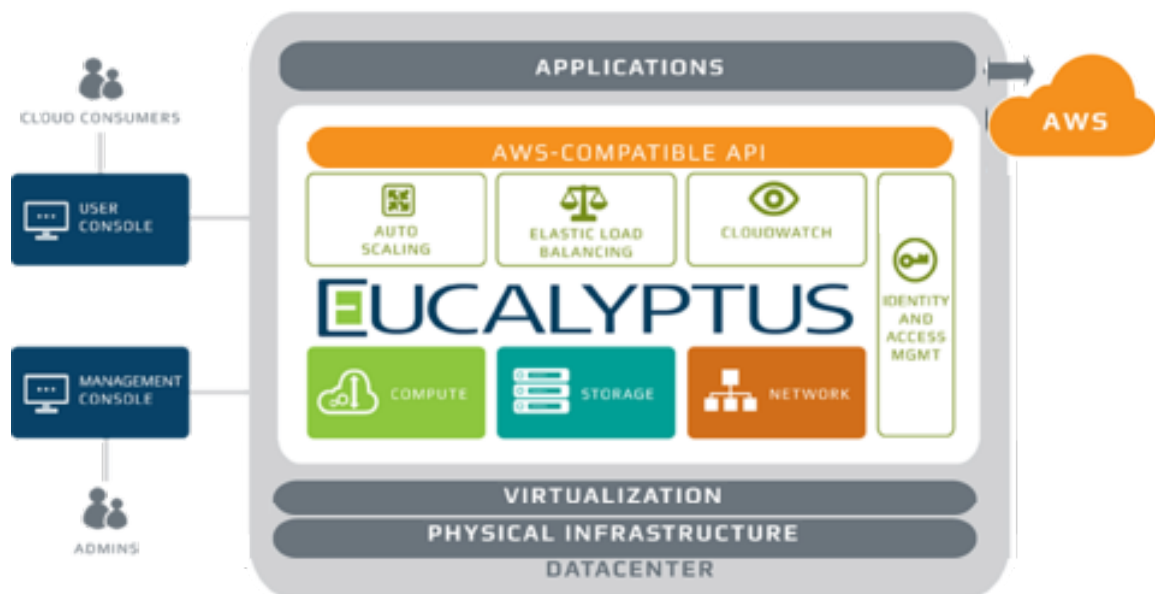 APPLICATIONS
CLOUD CONSUMERS
AWS
AWS-COMPATIBLE API
USER
CONSOLE
AUTO
SCALING
ELASTIC LOAD
BALANCING
CLOUDWATCH
IDENTITY
AND
ACCESS
MGMT
EUCALYPTUS
MANAGEMENT
CONSOLE
COMPUTE
STORAGE
NETWORK
VIRTUALIZATION
PHYSICAL INFRASTRUCTURE
ADMINS
DATACENTER